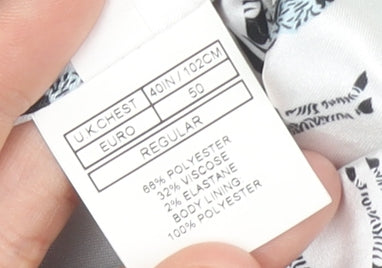 U.K.CHEST 40IN/102CM
EURO 50
REGULAR
66% POLYESTER
32% VISCOSE
2% ELASTANE
BODY LINING
100% POLYESTER